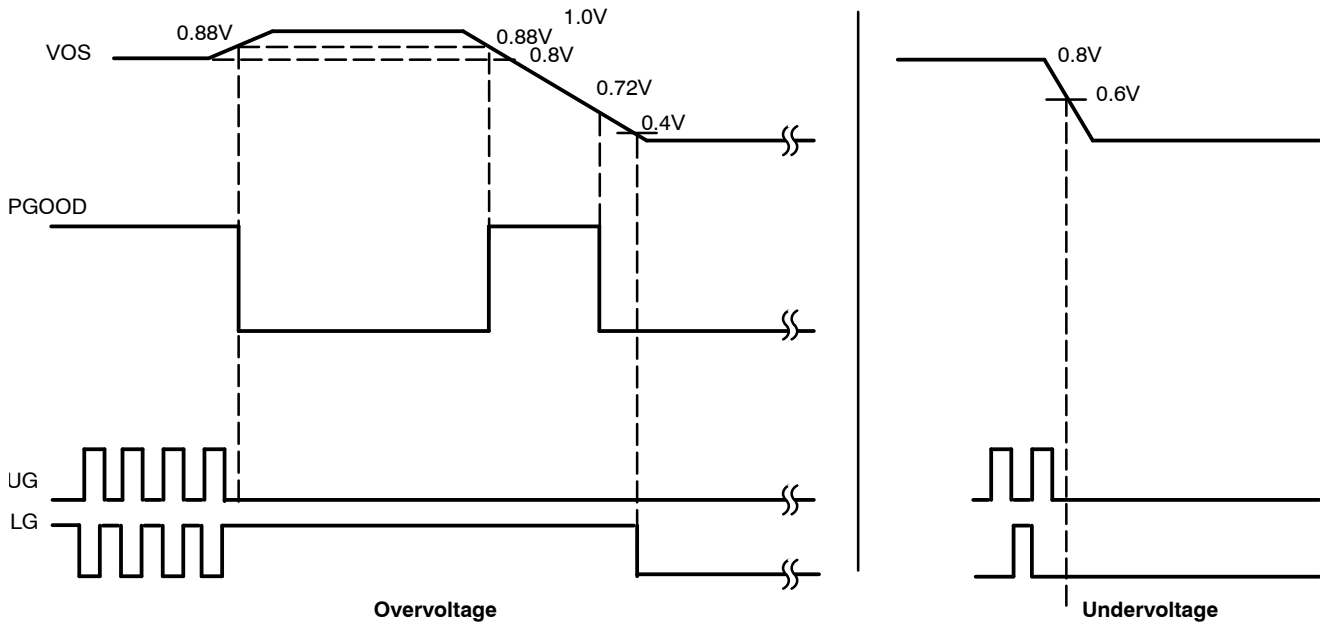 1.0V
0.88V
0.88V
VOS
0.8V
0.72V
0.4V
PGOOD
UG
LG
Overvoltage
0.8V
0.6V
Undervoltage